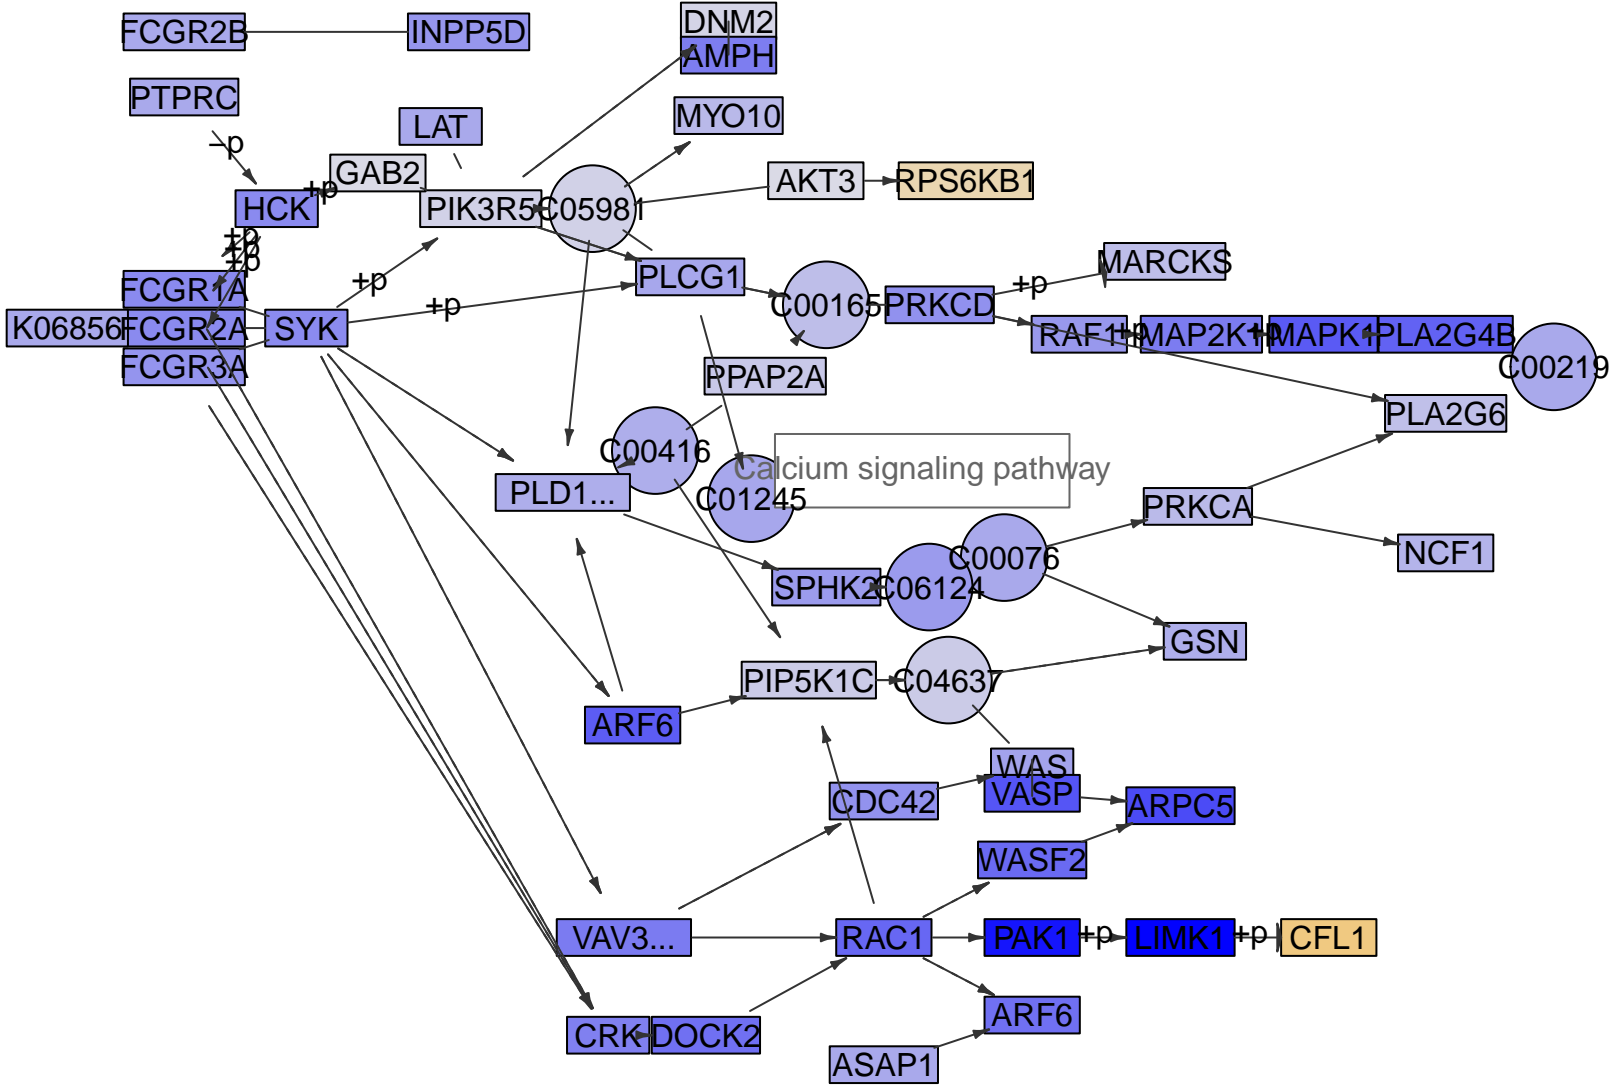 DNM2
FCGR2B
INPP5D
AMPH
PTPRC
MYO10
LAT
−p
GAB2
AKT3
RPS6KB1
+p
HCK
PIK3R5
C05981
+p
+p
+p
MARCKS
PLCG1
+p
FCGR1A
+p
C00165
PRKCD
+p
K06856
FCGR2A
SYK
RAF1
+p
MAP2K1
+p
MAPK1
PLA2G4B
FCGR3A
C00219
PPAP2A
PLA2G6
C00416
Calcium signaling pathway
PLD1...
C01245
PRKCA
NCF1
C00076
SPHK2
C06124
GSN
PIP5K1C
C04637
ARF6
WAS
VASP
CDC42
ARPC5
WASF2
VAV3...
RAC1
PAK1
+p
LIMK1
+p
CFL1
ARF6
CRK
DOCK2
ASAP1